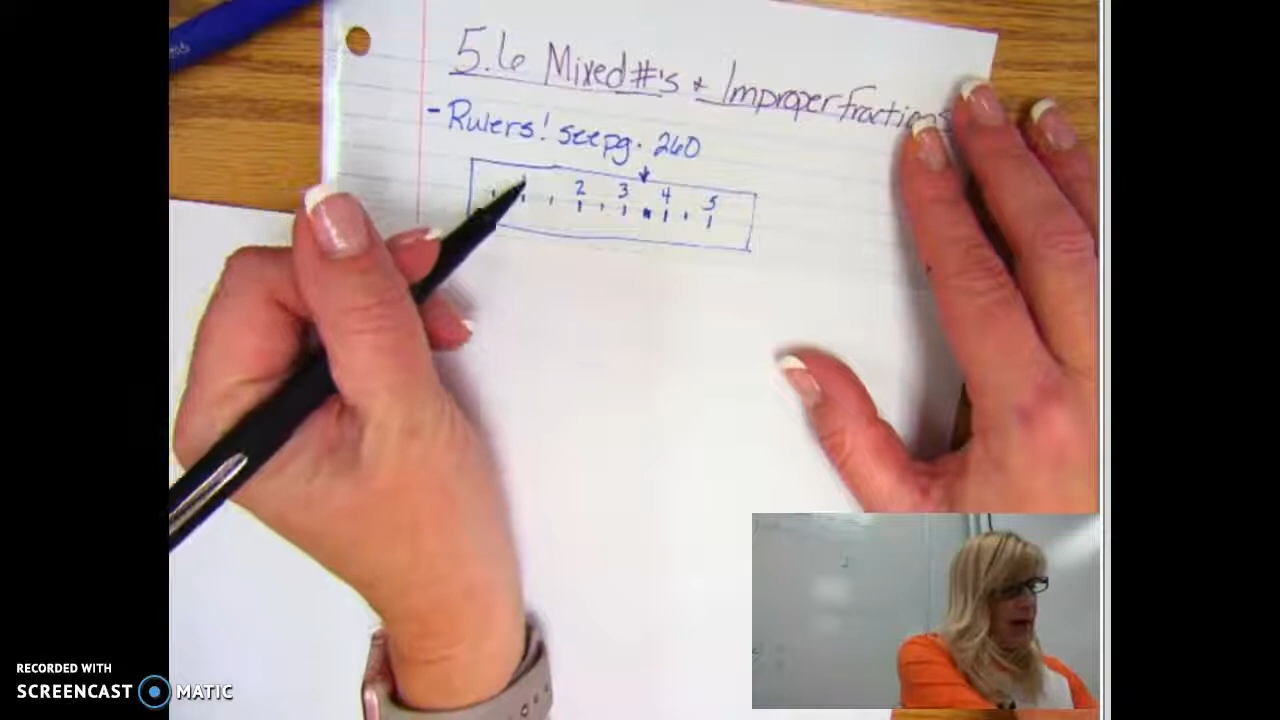 5.6 Mixed #'s + Improper fractions
- Rulers! see pg. 260
2 3 4 5
RECORDED WITH
SCREENCAST MATIC